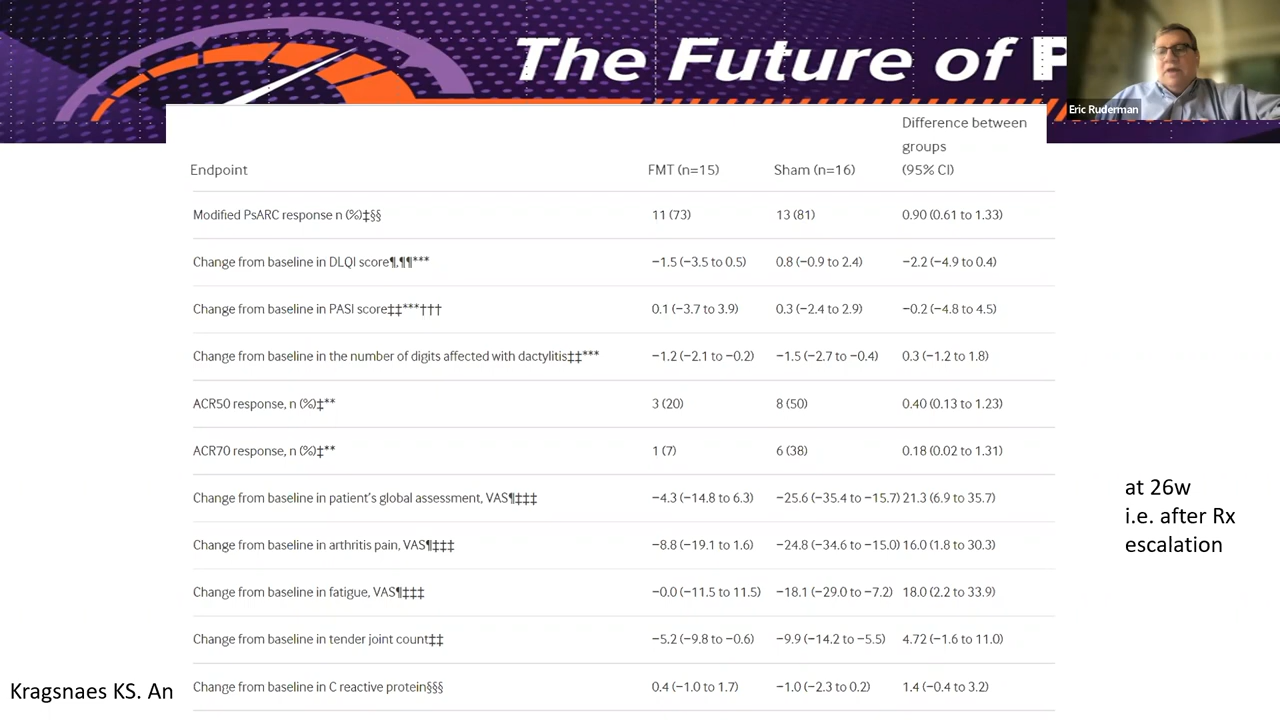 The Future of P
Eric Ruderman
Difference between
groups
Endpoint FMT (n=15) Sham (n=16) (95% CI)
Modified PsARC response n (%)‡§§ 11 (73) 13 (81) 0.90 (0.61 to 1.33)
Change from baseline in DLQI score¶,¶¶*** −1.5 (−3.5 to 0.5) 0.8 (−0.9 to 2.4) −2.2 (−4.9 to 0.4)
Change from baseline in PASI score‡‡***††† 0.1 (−3.7 to 3.9) 0.3 (−2.4 to 2.9) −0.2 (−4.8 to 4.5)
Change from baseline in the number of digits affected with dactylitis‡‡*** −1.2 (−2.1 to −0.2) −1.5 (−2.7 to −0.4) 0.3 (−1.2 to 1.8)
ACR50 response, n (%)‡** 3 (20) 8 (50) 0.40 (0.13 to 1.23)
ACR70 response, n (%)‡** 1 (7) 6 (38) 0.18 (0.02 to 1.31)
Change from baseline in patient's global assessment, VAS¶‡‡‡ −4.3 (−14.8 to 6.3) −25.6 (−35.4 to −15.7) 21.3 (6.9 to 35.7)
Change from baseline in arthritis pain, VAS¶‡‡‡ −8.8 (−19.1 to 1.6) −24.8 (−34.6 to −15.0) 16.0 (1.8 to 30.3)
Change from baseline in fatigue, VAS¶‡‡‡ −0.0 (−11.5 to 11.5) −18.1 (−29.0 to −7.2) 18.0 (2.2 to 33.9)
Change from baseline in tender joint count‡‡ −5.2 (−9.8 to −0.6) −9.9 (−14.2 to −5.5) 4.72 (−1.6 to 11.0)
Change from baseline in C reactive protein§§§ 0.4 (−1.0 to 1.7) −1.0 (−2.3 to 0.2) 1.4 (−0.4 to 3.2)
at 26w
i.e. after Rx
escalation
Kragsnaes KS. An